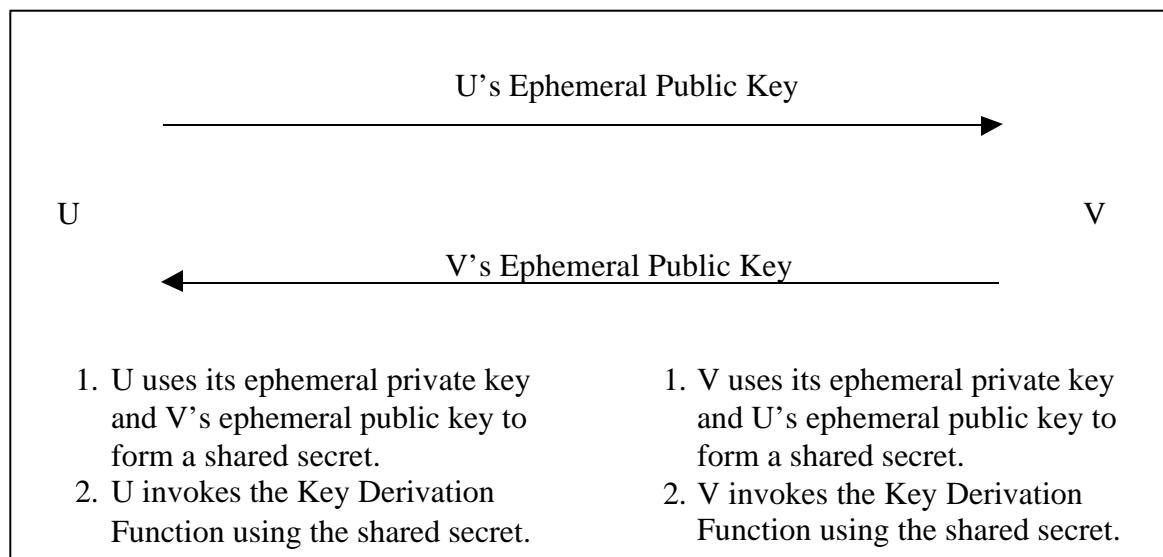 U’s Ephemeral Public Key
U
V
V’s Ephemeral Public Key
1. U uses its ephemeral private key
and V’s ephemeral public key to
form a shared secret.
2. U invokes the Key Derivation
Function using the shared secret.
1. V uses its ephemeral private key
and U’s ephemeral public key to
form a shared secret.
2. V invokes the Key Derivation
Function using the shared secret.